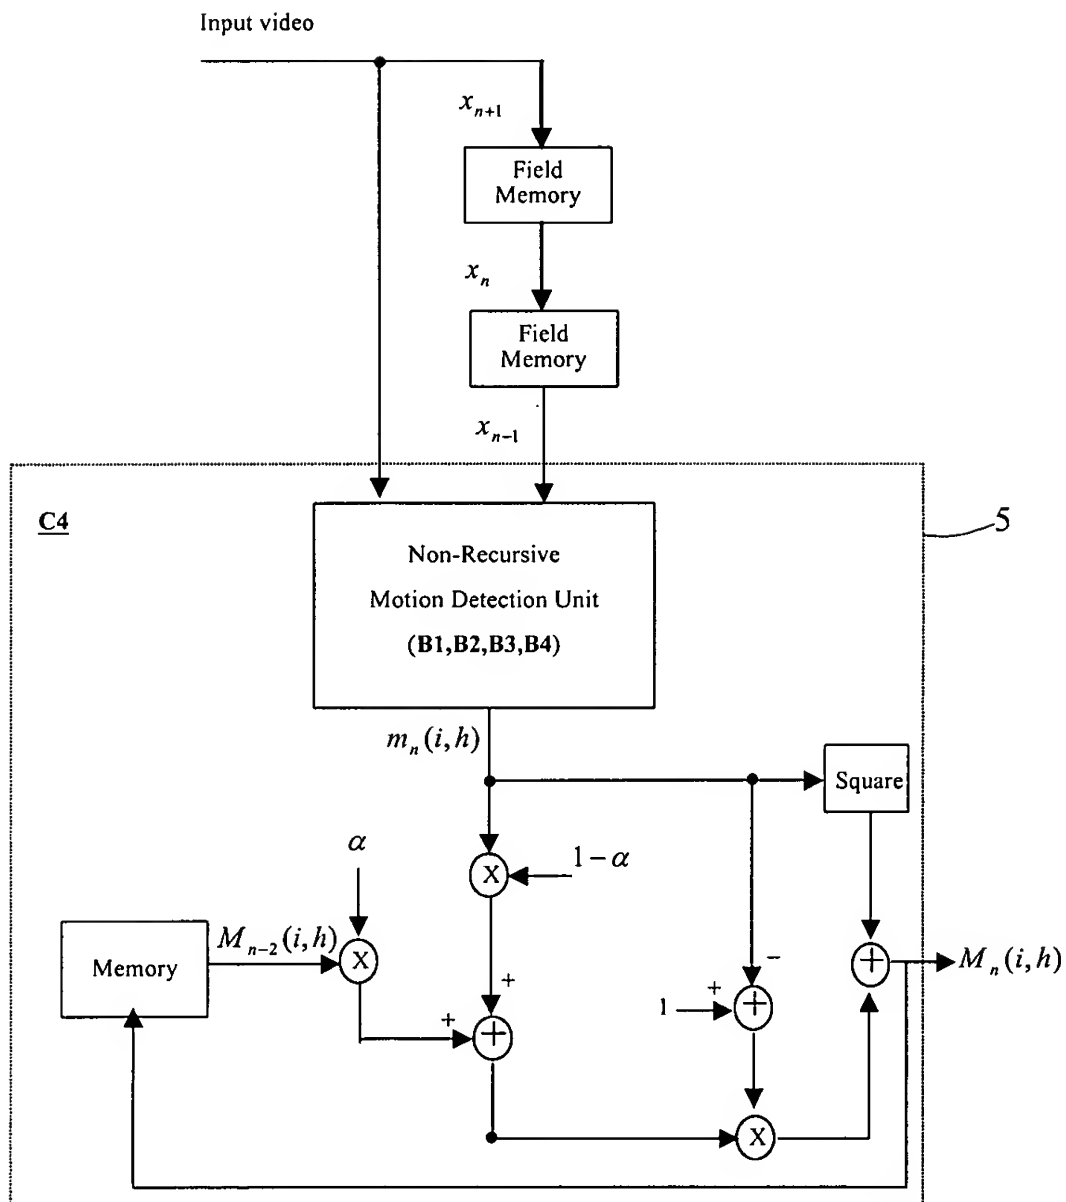 Input video
x_{n+1}
Field
Memory
x_n
Field
Memory
x_{n-1}
C4
5
Non-Recursive
Motion Detection Unit
(B1,B2,B3,B4)
m_n(i,h)
Square
α
X
1-α
Memory
M_{n-2}(i,h)
X
+
M_n(i,h)
-
+
+
1
+
+
+
X